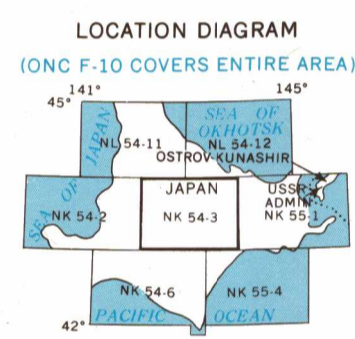 LOCATION DIAGRAM
(ONC F-10 COVERS ENTIRE AREA)
141° 145°
45°
SEA OF JAPAN
SEA OF
OKHOTSK
NL 54-11 NL 54-12
OSTROV KUNASHIR
SEA OF
JAPAN USSR
ADMIN
NK 54-2 NK 54-3 NK 55-1
NK 54-6 NK 55-4
PACIFIC OCEAN
42°